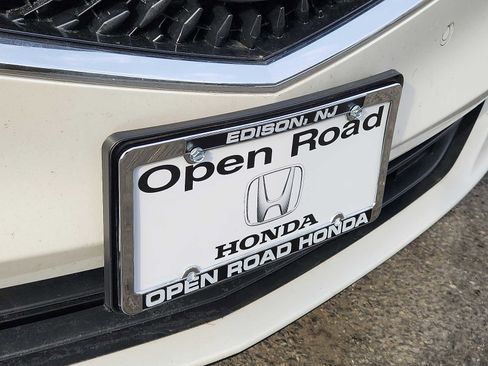 EDISON, NJ
Open Road
HONDA
OPEN ROAD HONDA